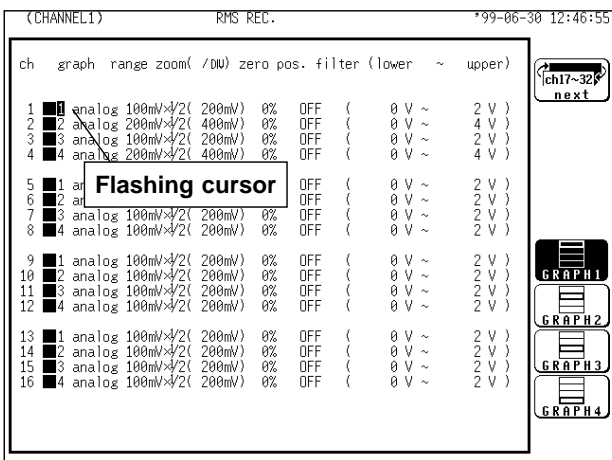 (CHANNEL1) RMS REC. '99-06-30 12:46:55
ch graph range zoom( /DIV) zero pos. filter (lower ~ upper)
1 1 analog 100mV×1/2( 200mV) 0% OFF ( 0 V ~ 2 V )
2 2 analog 200mV×1/2( 400mV) 0% OFF ( 0 V ~ 4 V )
3 3 analog 100mV×1/2( 200mV) 0% OFF ( 0 V ~ 2 V )
4 4 analog 200mV×1/2( 400mV) 0% OFF ( 0 V ~ 4 V )
Flashing cursor
5 1 OFF ( 0 V ~ 2 V )
6 2 OFF ( 0 V ~ 2 V )
7 3 analog 100mV×1/2( 200mV) 0% OFF ( 0 V ~ 2 V )
8 4 analog 100mV×1/2( 200mV) 0% OFF ( 0 V ~ 2 V )
9 1 analog 100mV×1/2( 200mV) 0% OFF ( 0 V ~ 2 V )
10 2 analog 100mV×1/2( 200mV) 0% OFF ( 0 V ~ 2 V )
11 3 analog 100mV×1/2( 200mV) 0% OFF ( 0 V ~ 2 V )
12 4 analog 100mV×1/2( 200mV) 0% OFF ( 0 V ~ 2 V )
13 1 analog 100mV×1/2( 200mV) 0% OFF ( 0 V ~ 2 V )
14 2 analog 100mV×1/2( 200mV) 0% OFF ( 0 V ~ 2 V )
15 3 analog 100mV×1/2( 200mV) 0% OFF ( 0 V ~ 2 V )
16 4 analog 100mV×1/2( 200mV) 0% OFF ( 0 V ~ 2 V )
ch17~32
next
GRAPH1
GRAPH2
GRAPH3
GRAPH4